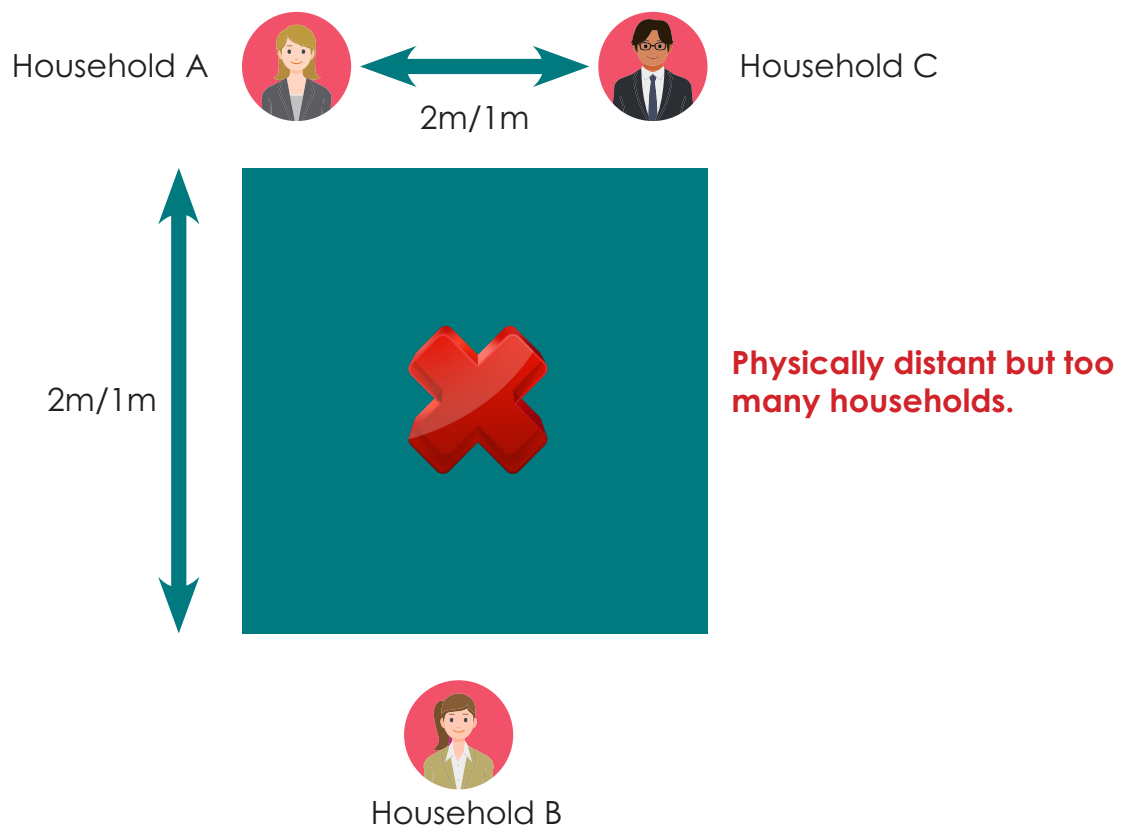 Household A
Household C
2m/1m
2m/1m
Physically distant but too
many households.
Household B